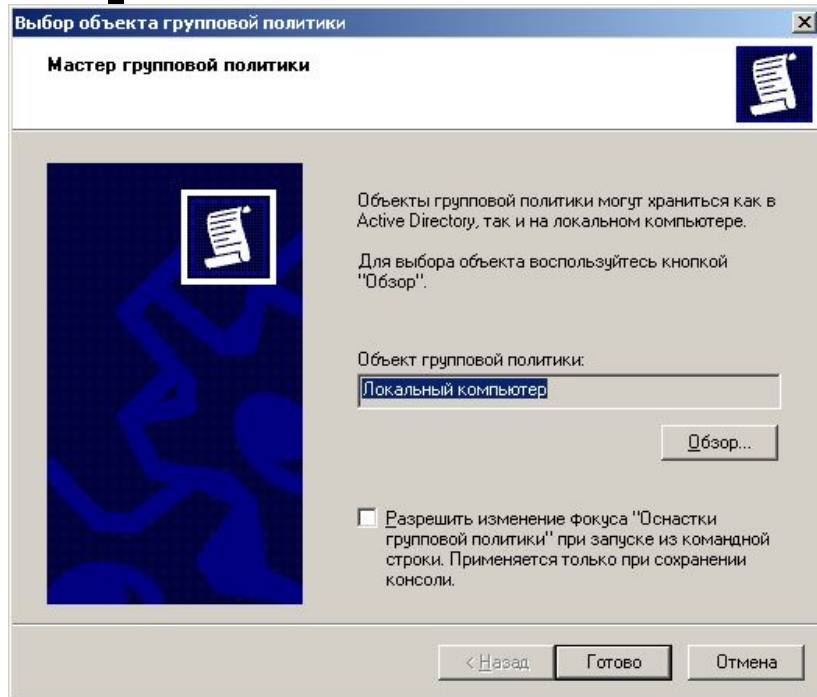 Выбор объекта групповой политики
Мастер групповой политики
Объекты групповой политики могут храниться как в
Active Directory, так и на локальном компьютере.
Для выбора объекта воспользуйтесь кнопкой
"Обзор".
Объект групповой политики:
Локальный компьютер
Обзор...
Разрешить изменение фокуса "Оснастки
групповой политики" при запуске из командной
строки. Применяется только при сохранении
консоли.
< Назад Готово Отмена